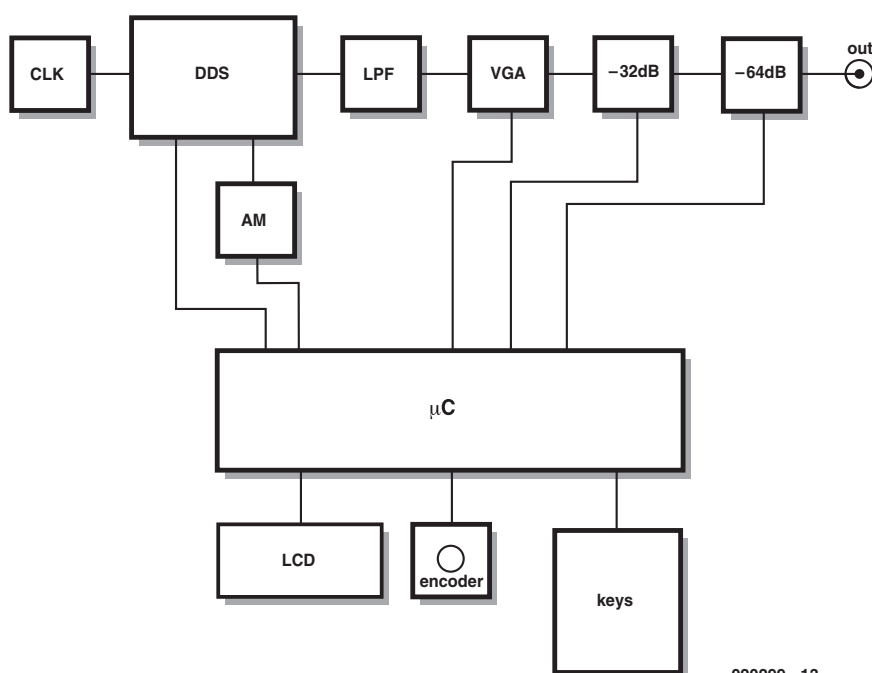 CLK
DDS
LPF
VGA
−32dB
−64dB
out
AM
μC
LCD
encoder
keys